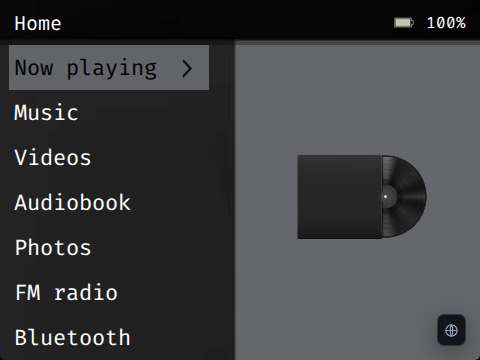 Home
100%
Now playing
Music
Videos
Audiobook
Photos
FM radio
Bluetooth